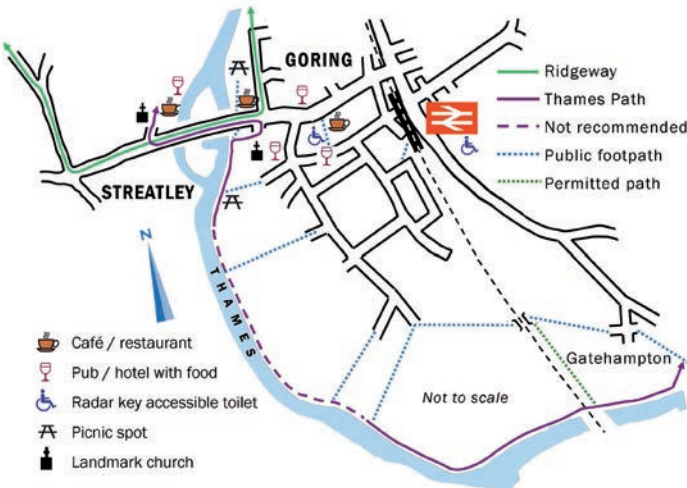 GORING
Ridgeway
Thames Path
Not recommended
Public footpath
Permitted path
STREATLEY
N
THAMES
Café / restaurant
Pub / hotel with food
Radar key accessible toilet
Picnic spot
Landmark church
Gatehampton
Not to scale